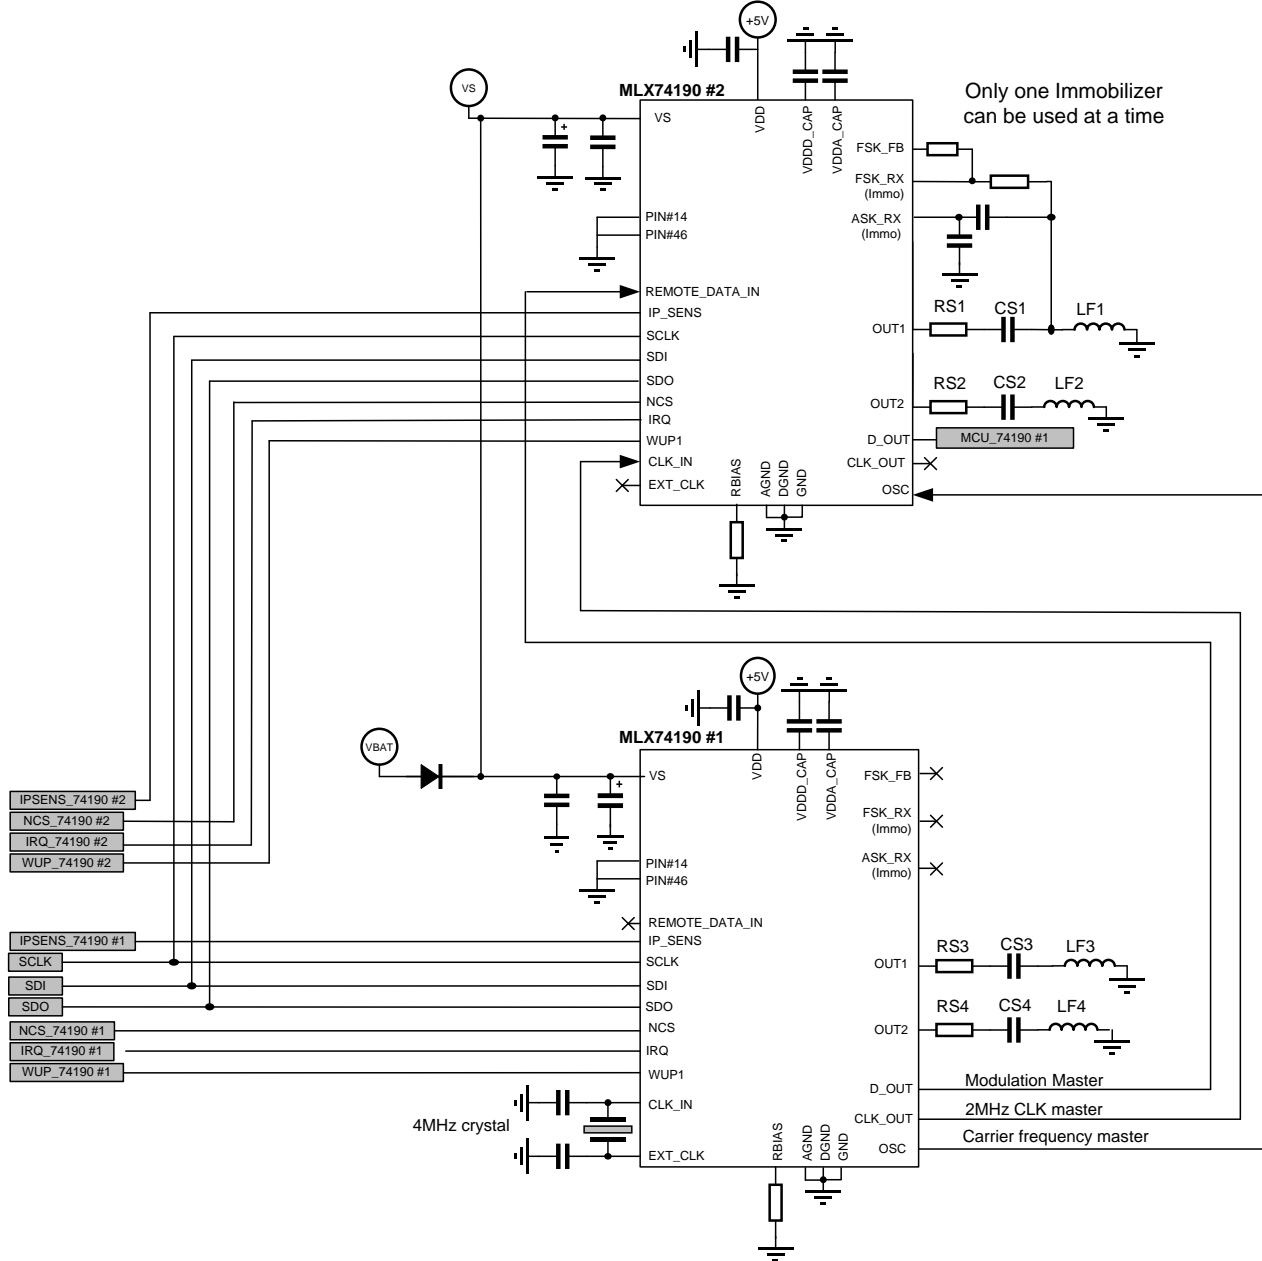 +5V
MLX74190 #2
VS
VS
VDD
VDDD_CAP
VDDA_CAP
Only one Immobilizer
can be used at a time
FSK_FB
FSK_RX
(Immo)
ASK_RX
(Immo)
PIN#14
PIN#46
REMOTE_DATA_IN
IP_SENS
SCLK
SDI
SDO
NCS
IRQ
WUP1
CLK_IN
EXT_CLK
RBIAS
AGND
DGND
GND
OUT1
RS1
CS1
LF1
OUT2
RS2
CS2
LF2
D_OUT
MCU_74190 #1
CLK_OUT
OSC
+5V
MLX74190 #1
VBAT
VS
VDD
VDDD_CAP
VDDA_CAP
FSK_FB
FSK_RX
(Immo)
ASK_RX
(Immo)
IPSENS_74190 #2
NCS_74190 #2
IRQ_74190 #2
WUP_74190 #2
PIN#14
PIN#46
REMOTE_DATA_IN
IPSENS_74190 #1
IP_SENS
SCLK
SCLK
SDI
SDI
SDO
SDO
NCS_74190 #1
NCS
IRQ_74190 #1
IRQ
WUP_74190 #1
WUP1
4MHz crystal
CLK_IN
EXT_CLK
RBIAS
AGND
DGND
GND
OUT1
RS3
CS3
LF3
OUT2
RS4
CS4
LF4
D_OUT
Modulation Master
CLK_OUT
2MHz CLK master
OSC
Carrier frequency master